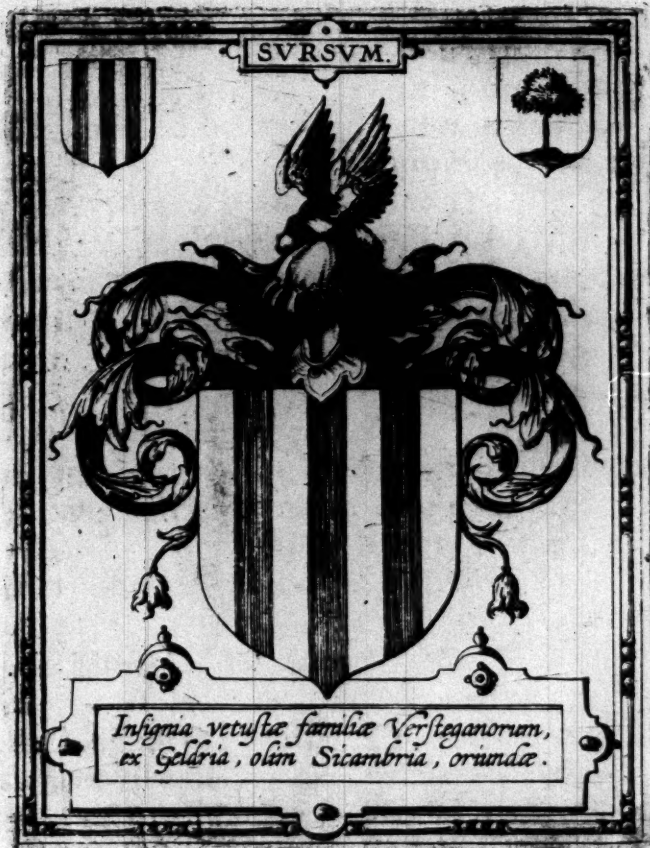 SVRSVM.
Inſignia vetuſtæ familiæ Verſteganorum,
ex Geldria, olim Sicambria, oriundæ.